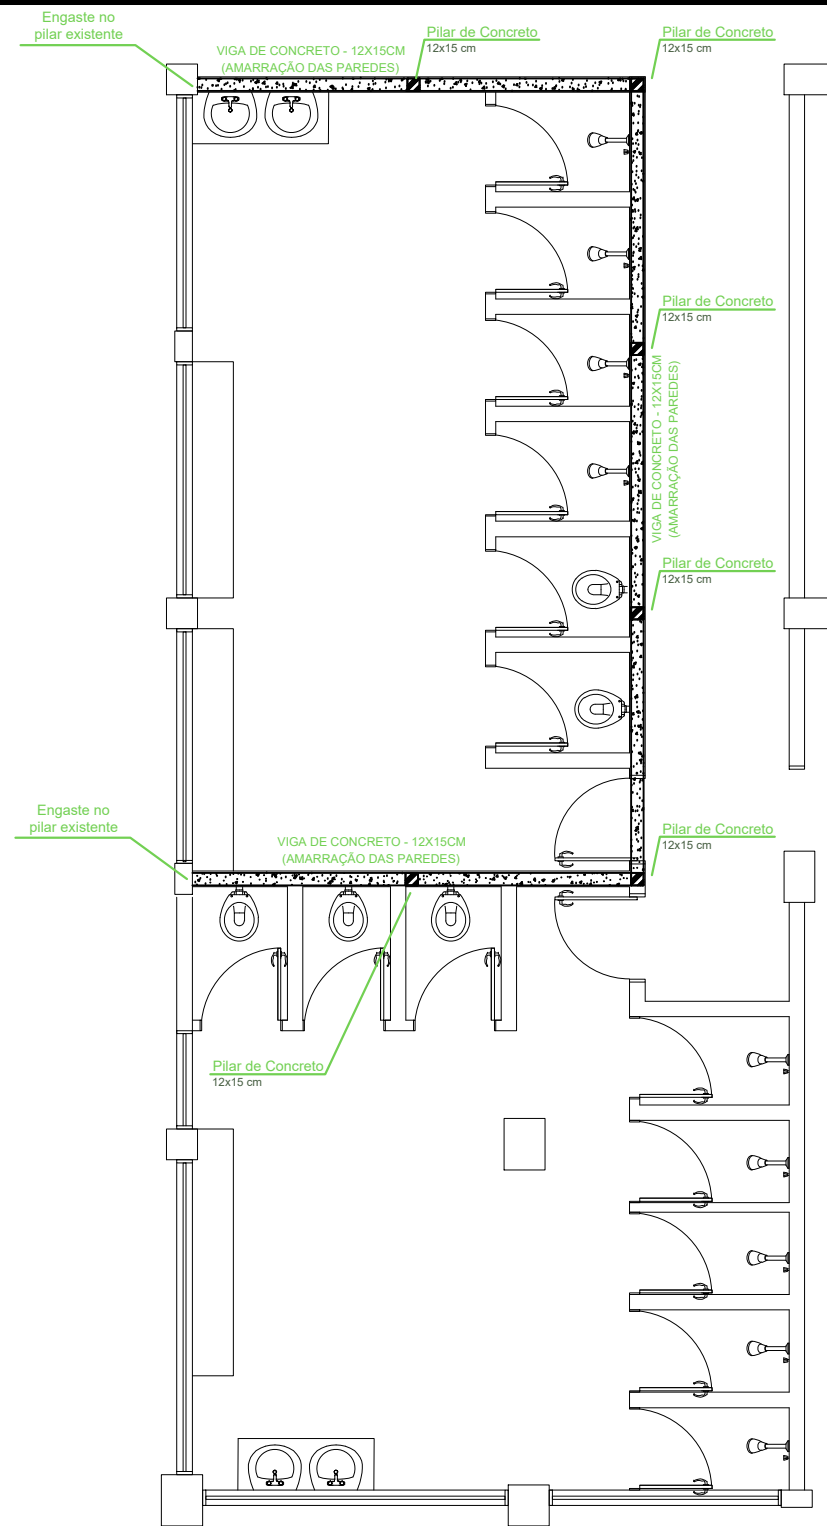 Engaste no
pilar existente
VIGA DE CONCRETO - 12X15CM
(AMARRAÇÃO DAS PAREDES)
Pilar de Concreto
12x15 cm
Pilar de Concreto
12x15 cm
Pilar de Concreto
12x15 cm
VIGA DE CONCRETO - 12X15CM
(AMARRAÇÃO DAS PAREDES)
Pilar de Concreto
12x15 cm
Engaste no
pilar existente
VIGA DE CONCRETO - 12X15CM
(AMARRAÇÃO DAS PAREDES)
Pilar de Concreto
12x15 cm
Pilar de Concreto
12x15 cm